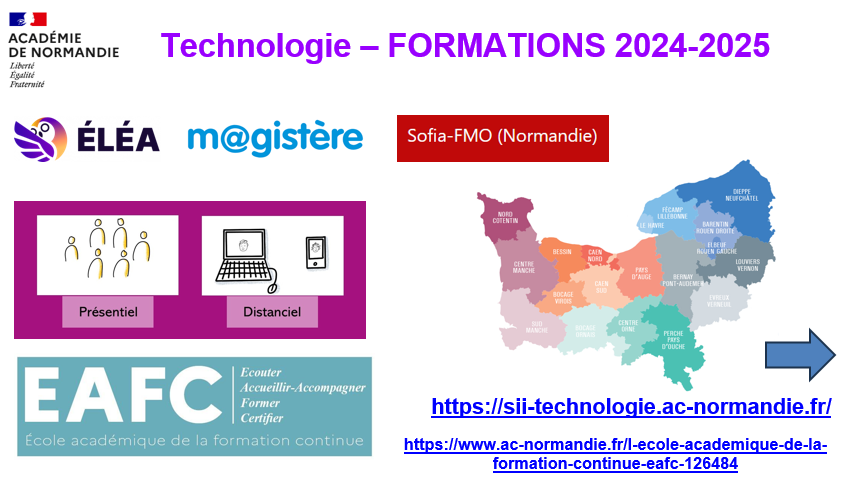 ACADÉMIE
DE NORMANDIE
Liberté
Égalité
Fraternité
Technologie – FORMATIONS 2024-2025
ÉLÉA
m@gistère
Sofia-FMO (Normandie)
Présentiel
Distanciel
EAFC
Ecouter
Accueillir-Accompagner
Former
Certifier
École académique de la formation continue
NORD
COTENTIN
CENTRE
MANCHE
SUD
MANCHE
BESSIN
CAEN
NORD
CAEN
SUD
BOCAGE
VIROIS
PAYS
D'AUGE
BOCAGE
ORNAIS
CENTRE
ORNE
PERCHE
PAYS
D'OUCHE
LE HAVRE
FÉCAMP
LILLEBONNE
DIEPPE
NEUFCHÂTEL
BARENTIN
ROUEN DROITE
ELBEUF
ROUEN GAUCHE
LOUVIERS
VERNON
BERNAY
PONT-AUDEMER
ÉVREUX
VERNEUIL
https://sii-technologie.ac-normandie.fr/
https://www.ac-normandie.fr/l-ecole-academique-de-la-
formation-continue-eafc-126484